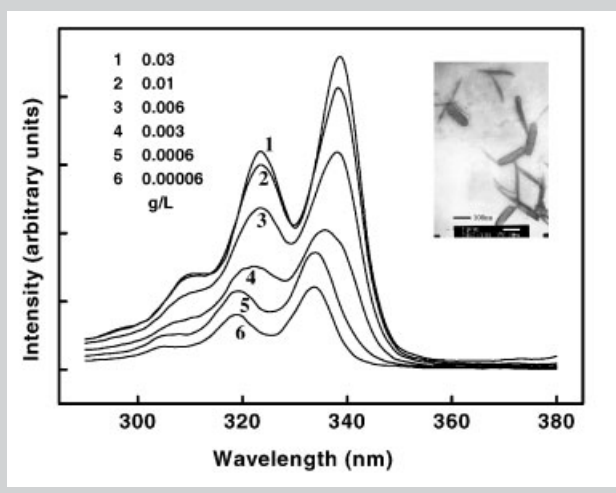 1 0.03
2 0.01
3 0.006
4 0.003
5 0.0006
6 0.00006
g/L
1
2
3
4
5
6
100nm
Intensity (arbitrary units)
300 320 340 360 380
Wavelength (nm)